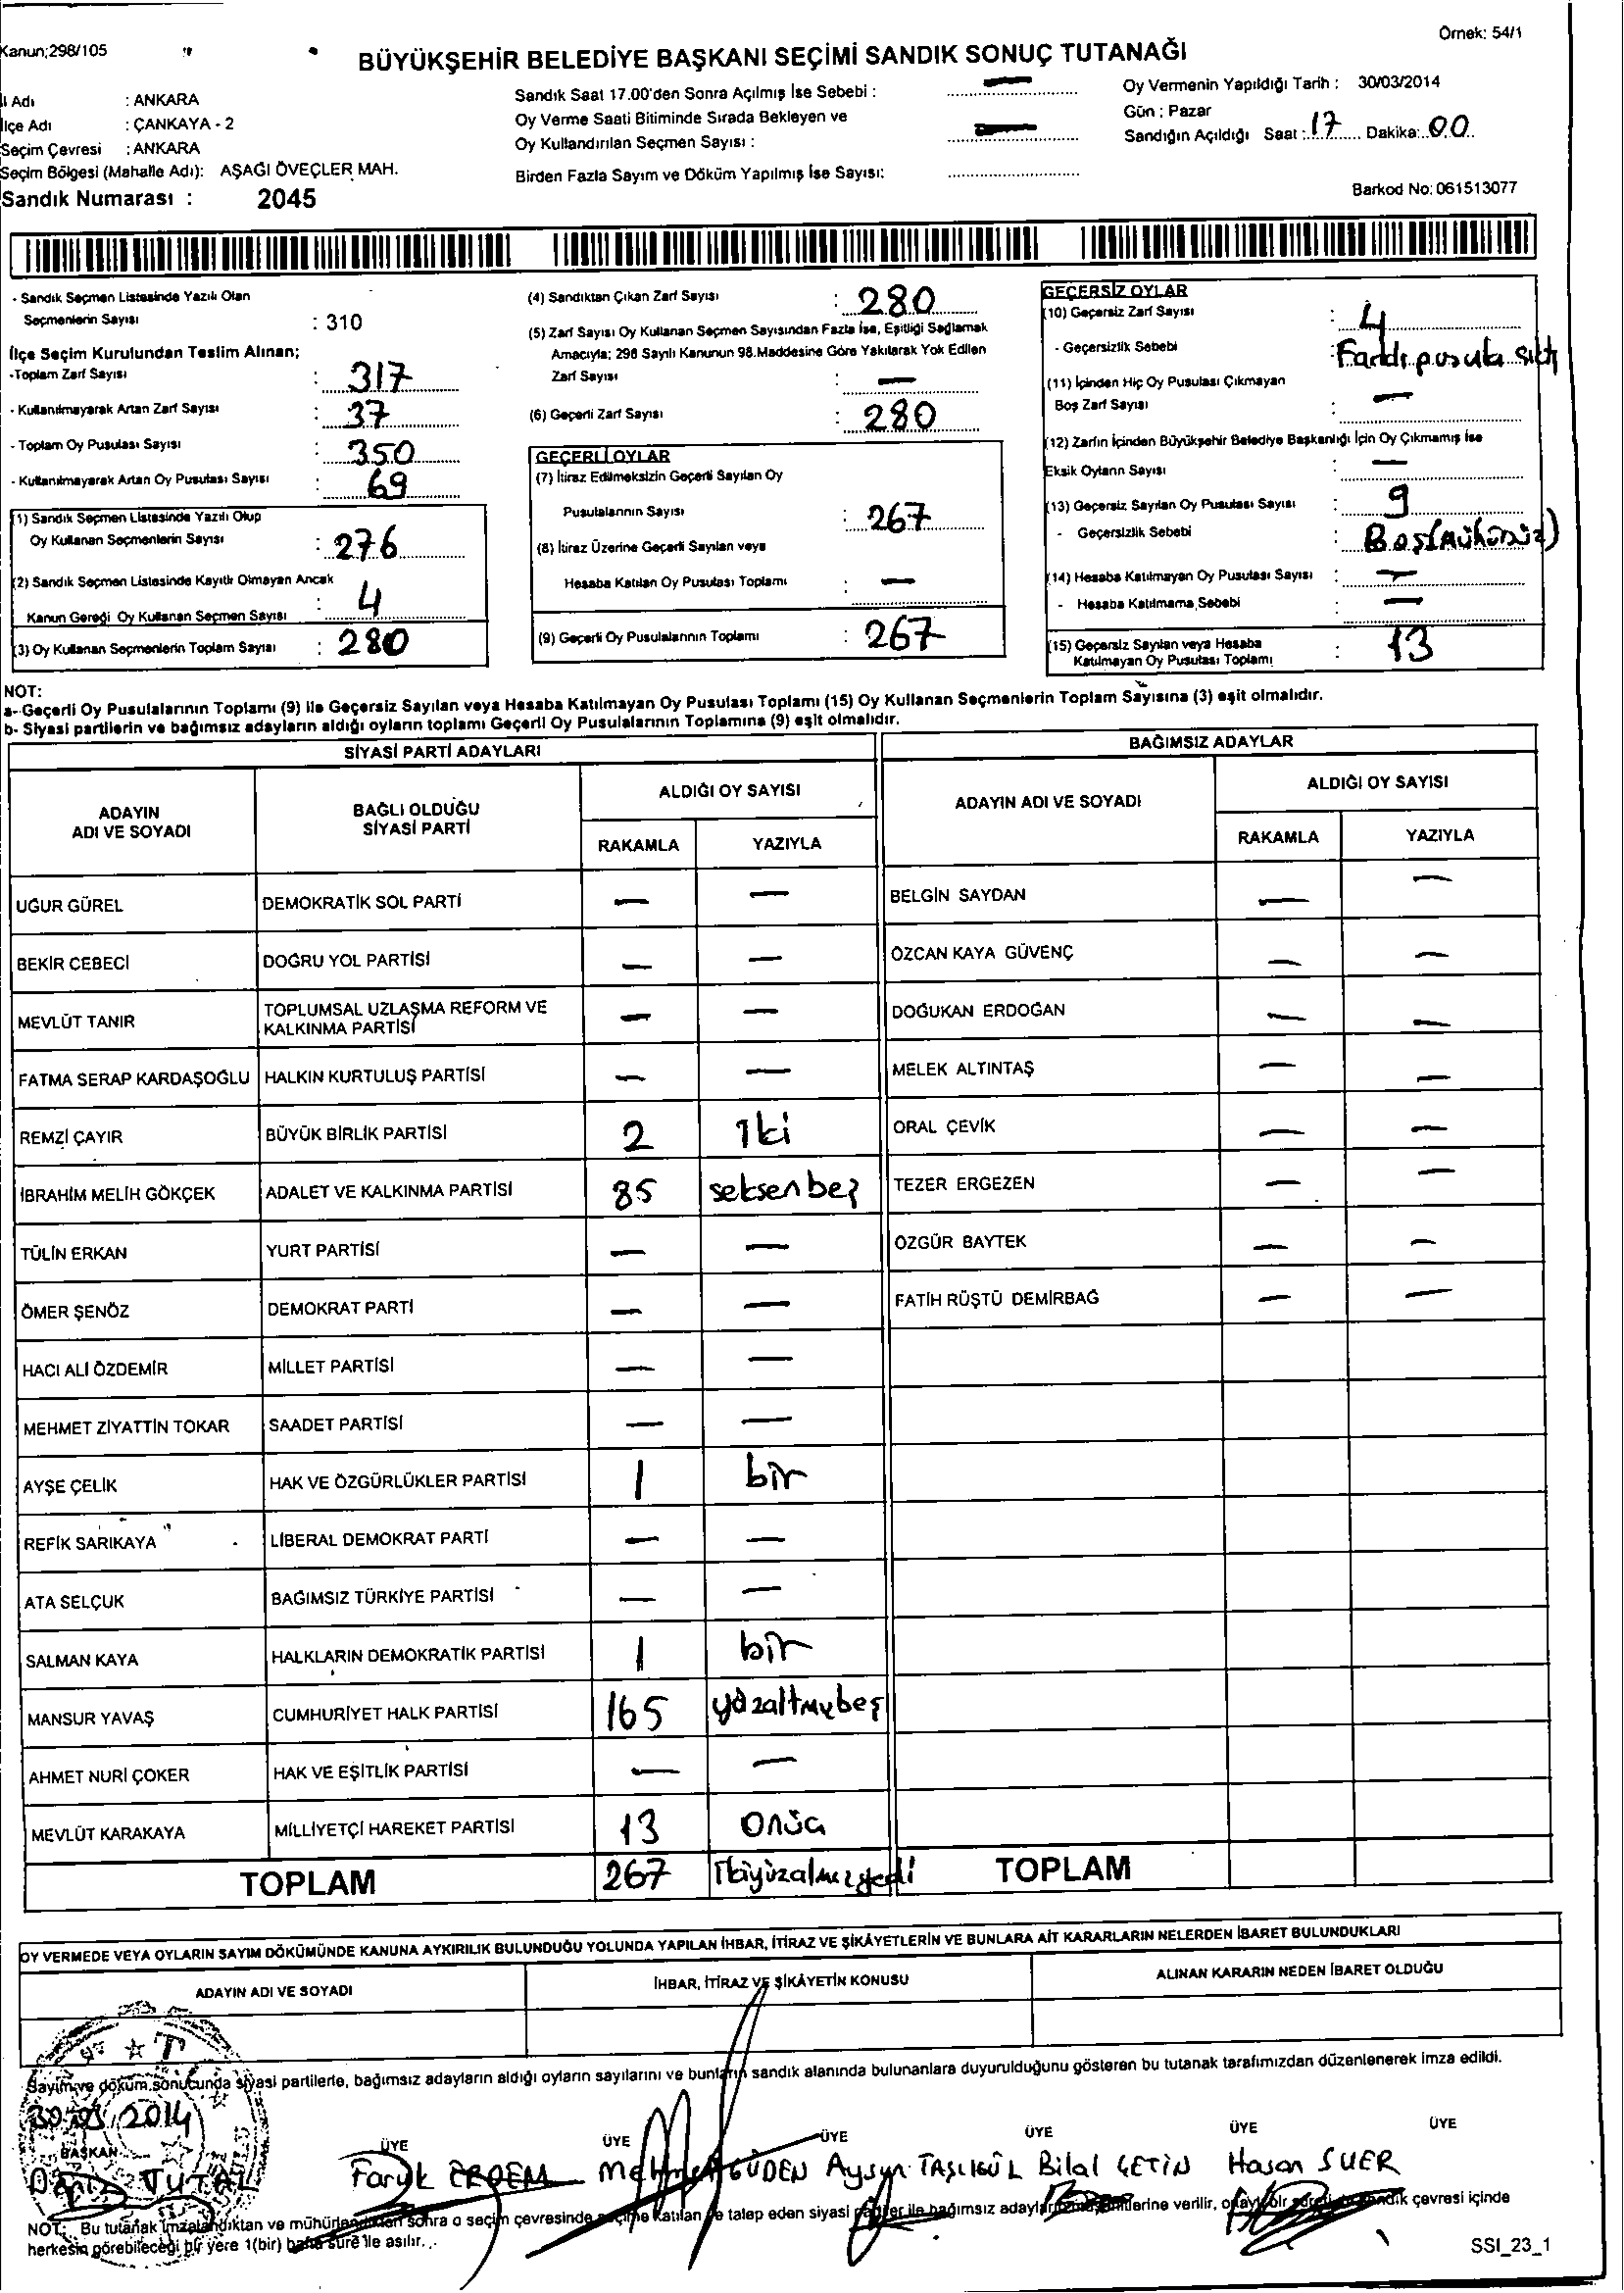 Örnek: 54/1
Kanun;298/105
BÜYÜKŞEHİR BELEDİYE BAŞKANI SEÇİMİ SANDIK SONUÇ TUTANAĞI
İl Adı : ANKARA
İlçe Adı : ÇANKAYA - 2
Seçim Çevresi : ANKARA
Seçim Bölgesi (Mahalle Adı): AŞAĞI ÖVEÇLER MAH.
Sandık Numarası : 2045
Sandık Saat 17.00'den Sonra Açılmış İse Sebebi : —
Oy Verme Saati Bitiminde Sırada Bekleyen ve
Oy Kullandırılan Seçmen Sayısı : —
Birden Fazla Sayım ve Döküm Yapılmış İse Sayısı:
Oy Vermenin Yapıldığı Tarih : 30/03/2014
Gün : Pazar
Sandığın Açıldığı Saat : 17 Dakika: 00
Barkod No: 061513077
- Sandık Seçmen Listesinde Yazılı Olan
Seçmenlerin Sayısı : 310
İlçe Seçim Kurulundan Teslim Alınan;
-Toplam Zarf Sayısı : 317
- Kullanılmayarak Artan Zarf Sayısı : 37
- Toplam Oy Pusulası Sayısı : 350
- Kullanılmayarak Artan Oy Pusulası Sayısı : 69
(1) Sandık Seçmen Listesinde Yazılı Olup
Oy Kullanan Seçmenlerin Sayısı : 276
(2) Sandık Seçmen Listesinde Kayıtlı Olmayan Ancak
Kanun Gereği Oy Kullanan Seçmen Sayısı : 4
(3) Oy Kullanan Seçmenlerin Toplam Sayısı : 280
(4) Sandıktan Çıkan Zarf Sayısı : 280
(5) Zarf Sayısı Oy Kullanan Seçmen Sayısından Fazla İse, Eşitliği Sağlamak
Amacıyla; 298 Sayılı Kanunun 98.Maddesine Göre Yakılarak Yok Edilen
Zarf Sayısı : —
(6) Geçerli Zarf Sayısı : 280
GEÇERLİ OYLAR
(7) İtiraz Edilmeksizin Geçerli Sayılan Oy
Pusulalarının Sayısı : 267
(8) İtiraz Üzerine Geçerli Sayılan veya
Hesaba Katılan Oy Pusulası Toplamı : —
(9) Geçerli Oy Pusulalarının Toplamı : 267
GEÇERSİZ OYLAR
(10) Geçersiz Zarf Sayısı : 4
- Geçersizlik Sebebi : Farklı pusula
(11) İçinden Hiç Oy Pusulası Çıkmayan
Boş Zarf Sayısı : —
(12) Zarfın İçinden Büyükşehir Belediye Başkanlığı İçin Oy Çıkmamış İse
Eksik Oyların Sayısı : —
(13) Geçersiz Sayılan Oy Pusulası Sayısı : 9
- Geçersizlik Sebebi : Boş(mühürsüz)
(14) Hesaba Katılmayan Oy Pusulası Sayısı : —
- Hesaba Katılmama Sebebi : —
(15) Geçersiz Sayılan veya Hesaba
Katılmayan Oy Pusulası Toplamı : 13
NOT:
a- Geçerli Oy Pusulalarının Toplamı (9) ile Geçersiz Sayılan veya Hesaba Katılmayan Oy Pusulası Toplamı (15) Oy Kullanan Seçmenlerin Toplam Sayısına (3) eşit olmalıdır.
b- Siyasi partilerin ve bağımsız adayların aldığı oyların toplamı Geçerli Oy Pusulalarının Toplamına (9) eşit olmalıdır.
SİYASİ PARTİ ADAYLARI
ADAYIN ADI VE SOYADI BAĞLI OLDUĞU SİYASİ PARTİ ALDIĞI OY SAYISI
RAKAMLA YAZIYLA
UĞUR GÜREL DEMOKRATİK SOL PARTİ — —
BEKİR CEBECİ DOĞRU YOL PARTİSİ — —
MEVLÜT TANIR TOPLUMSAL UZLAŞMA REFORM VE KALKINMA PARTİSİ — —
FATMA SERAP KARDAŞOĞLU HALKIN KURTULUŞ PARTİSİ — —
REMZİ ÇAYIR BÜYÜK BİRLİK PARTİSİ 2 iki
İBRAHİM MELİH GÖKÇEK ADALET VE KALKINMA PARTİSİ 85 seksenbeş
TÜLİN ERKAN YURT PARTİSİ — —
ÖMER ŞENÖZ DEMOKRAT PARTİ — —
HACI ALİ ÖZDEMİR MİLLET PARTİSİ — —
MEHMET ZİYATTİN TOKAR SAADET PARTİSİ — —
AYŞE ÇELİK HAK VE ÖZGÜRLÜKLER PARTİSİ 1 bir
REFİK SARIKAYA LİBERAL DEMOKRAT PARTİ — —
ATA SELÇUK BAĞIMSIZ TÜRKİYE PARTİSİ — —
SALMAN KAYA HALKLARIN DEMOKRATİK PARTİSİ 1 bir
MANSUR YAVAŞ CUMHURİYET HALK PARTİSİ 165 yüzaltmışbeş
AHMET NURİ ÇOKER HAK VE EŞİTLİK PARTİSİ — —
MEVLÜT KARAKAYA MİLLİYETÇİ HAREKET PARTİSİ 13 onüç
TOPLAM 267 ikiyüzaltmışyedi
BAĞIMSIZ ADAYLAR
ADAYIN ADI VE SOYADI ALDIĞI OY SAYISI
RAKAMLA YAZIYLA
BELGİN SAYDAN — —
ÖZCAN KAYA GÜVENÇ — —
DOĞUKAN ERDOĞAN — —
MELEK ALTINTAŞ — —
ORAL ÇEVİK — —
TEZER ERGEZEN — —
ÖZGÜR BAYTEK — —
FATİH RÜŞTÜ DEMİRBAĞ — —
TOPLAM
OY VERMEDE VEYA OYLARIN SAYIM DÖKÜMÜNDE KANUNA AYKIRILIK BULUNDUĞU YOLUNDA YAPILAN İHBAR, İTİRAZ VE ŞİKÂYETLERİN VE BUNLARA AİT KARARLARIN NELERDEN İBARET BULUNDUKLARI
ADAYIN ADI VE SOYADI İHBAR, İTİRAZ VE ŞİKÂYETİN KONUSU ALINAN KARARIN NEDEN İBARET OLDUĞU
Sayım ve döküm sonucunda siyasi partilerle, bağımsız adayların aldığı oyların sayılarını ve bunların sandık alanında bulunanlara duyurulduğunu gösteren bu tutanak tarafımızdan düzenlenerek imza edildi.
30.03.2014
BAŞKAN ÜYE ÜYE ÜYE ÜYE ÜYE ÜYE
Deniz TUTAL Faruk ERDEM Mehmet GÜDEN Aysun TAŞLIGÜL Bilal ÇETİN Hasan SUER
NOT: Bu tutanak imzalandıktan ve mühürlendikten sonra o seçim çevresinde seçime katılan ve talep eden siyasi partiler ile bağımsız adayların verilir, sandık çevresi içinde
herkesin görebileceği bir yere 1(bir) hafta süre ile asılır.
SSI_23_1